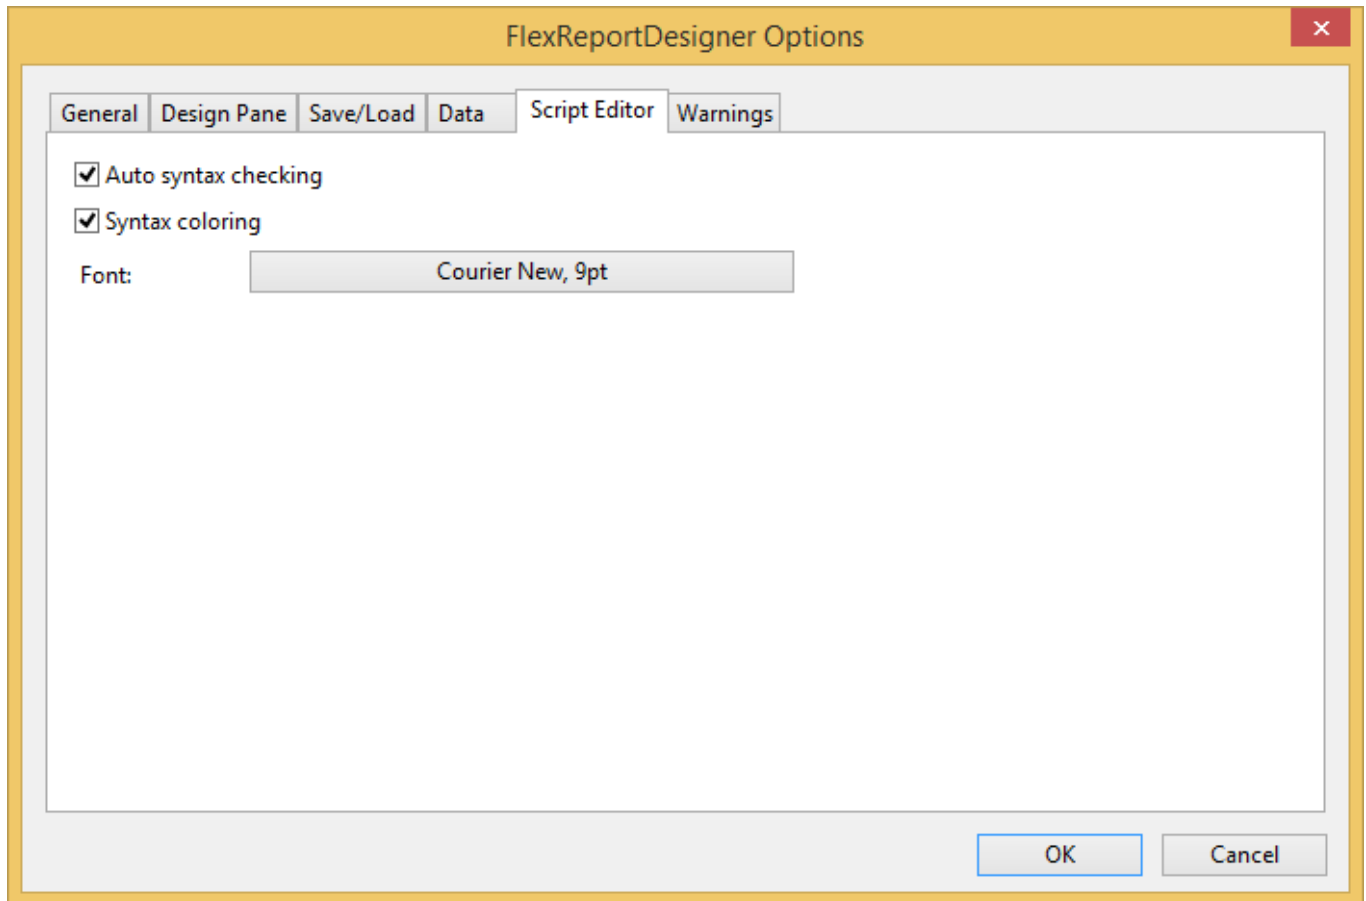 FlexReportDesigner Options
General Design Pane Save/Load Data Script Editor Warnings
Auto syntax checking
Syntax coloring
Font: Courier New, 9pt
OK Cancel